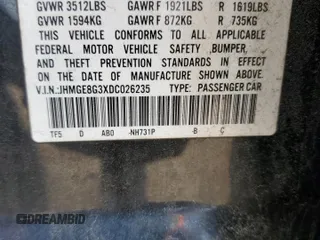 GVWR 3512LBS GAWR F 1921LBS R 1619LBS
GVWR 1594KG GAWR F 872KG R 735KG
THIS VEHICLE CONFORMS TO ALL APPLICABLE
FEDERAL MOTOR VEHICLE SAFETY, BUMPER,
AND THEFT PREVENTION STANDARDS IN EFFECT
ON THE DATE OF MANUFACTURE SHOWN ABOVE.
V.I.N.: JHMGE8G3XDC026235 TYPE: PASSENGER CAR
TF5 D AB0 -NH731P -B C
DREAMBID